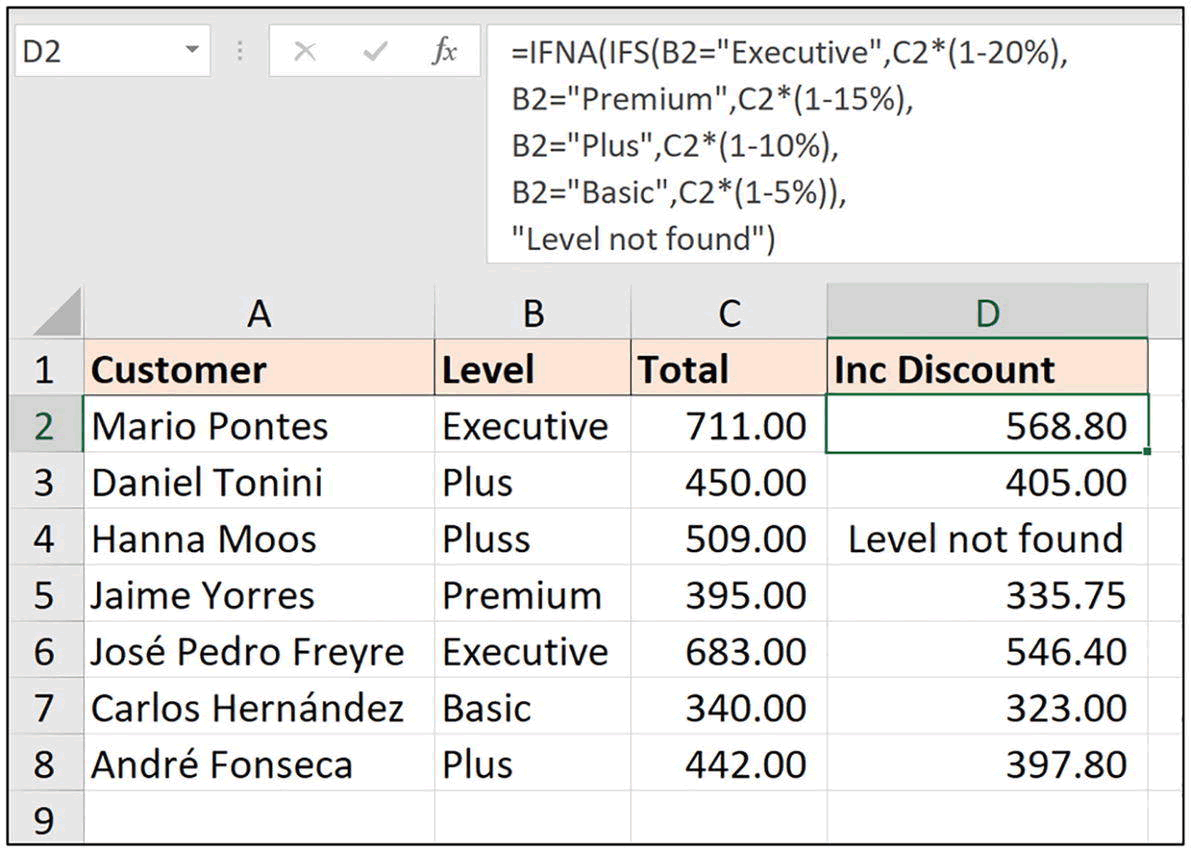 D2 fx =IFNA(IFS(B2="Executive",C2*(1-20%),
B2="Premium",C2*(1-15%),
B2="Plus",C2*(1-10%),
B2="Basic",C2*(1-5%)),
"Level not found")
A B C D
1 Customer Level Total Inc Discount
2 Mario Pontes Executive 711.00 568.80
3 Daniel Tonini Plus 450.00 405.00
4 Hanna Moos Pluss 509.00 Level not found
5 Jaime Yorres Premium 395.00 335.75
6 José Pedro Freyre Executive 683.00 546.40
7 Carlos Hernández Basic 340.00 323.00
8 André Fonseca Plus 442.00 397.80
9